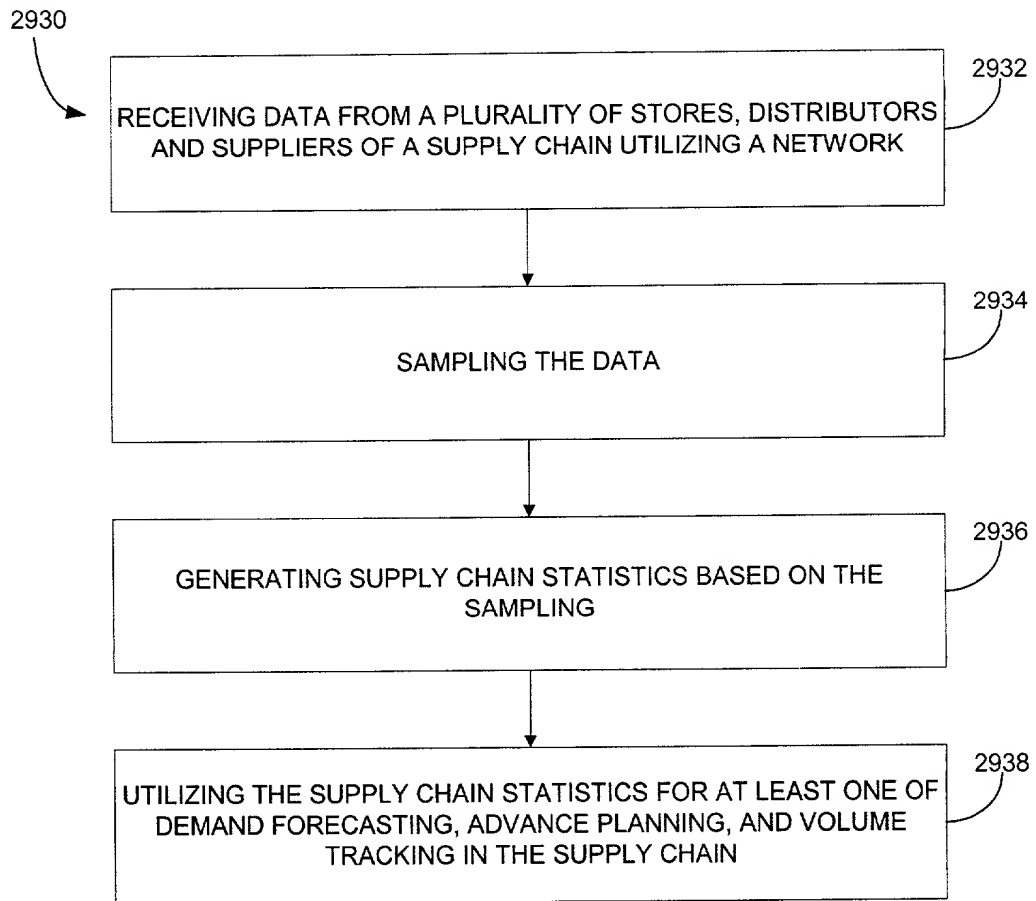 2930
2932
RECEIVING DATA FROM A PLURALITY OF STORES, DISTRIBUTORS
AND SUPPLIERS OF A SUPPLY CHAIN UTILIZING A NETWORK
2934
SAMPLING THE DATA
2936
GENERATING SUPPLY CHAIN STATISTICS BASED ON THE
SAMPLING
2938
UTILIZING THE SUPPLY CHAIN STATISTICS FOR AT LEAST ONE OF
DEMAND FORECASTING, ADVANCE PLANNING, AND VOLUME
TRACKING IN THE SUPPLY CHAIN